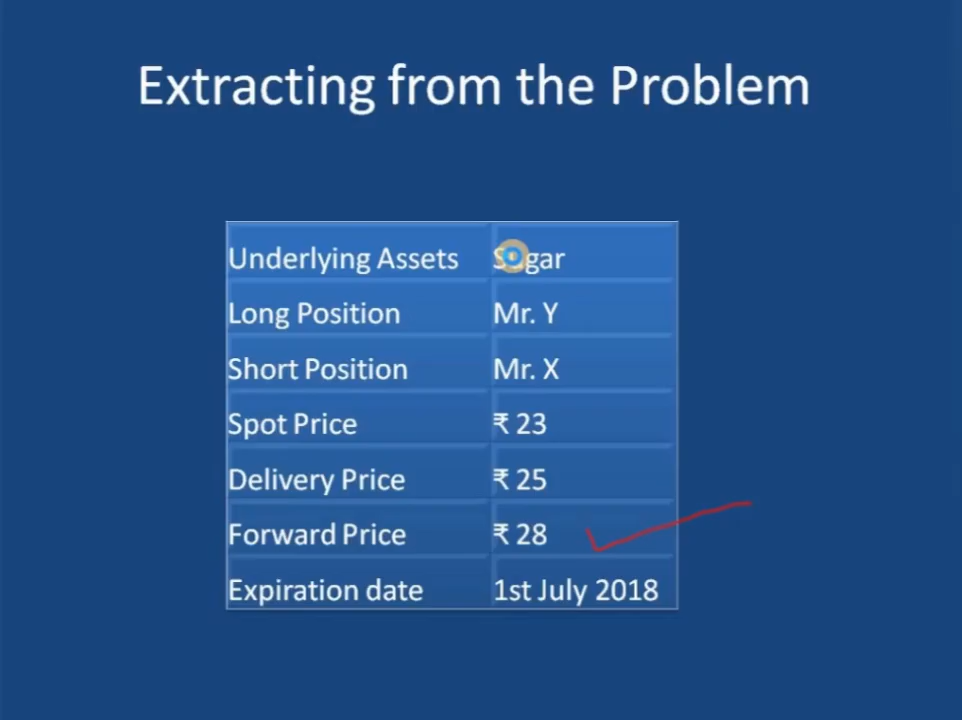 Extracting from the Problem
Underlying Assets Sugar
Long Position Mr. Y
Short Position Mr. X
Spot Price ₹ 23
Delivery Price ₹ 25
Forward Price ₹ 28
Expiration date 1st July 2018